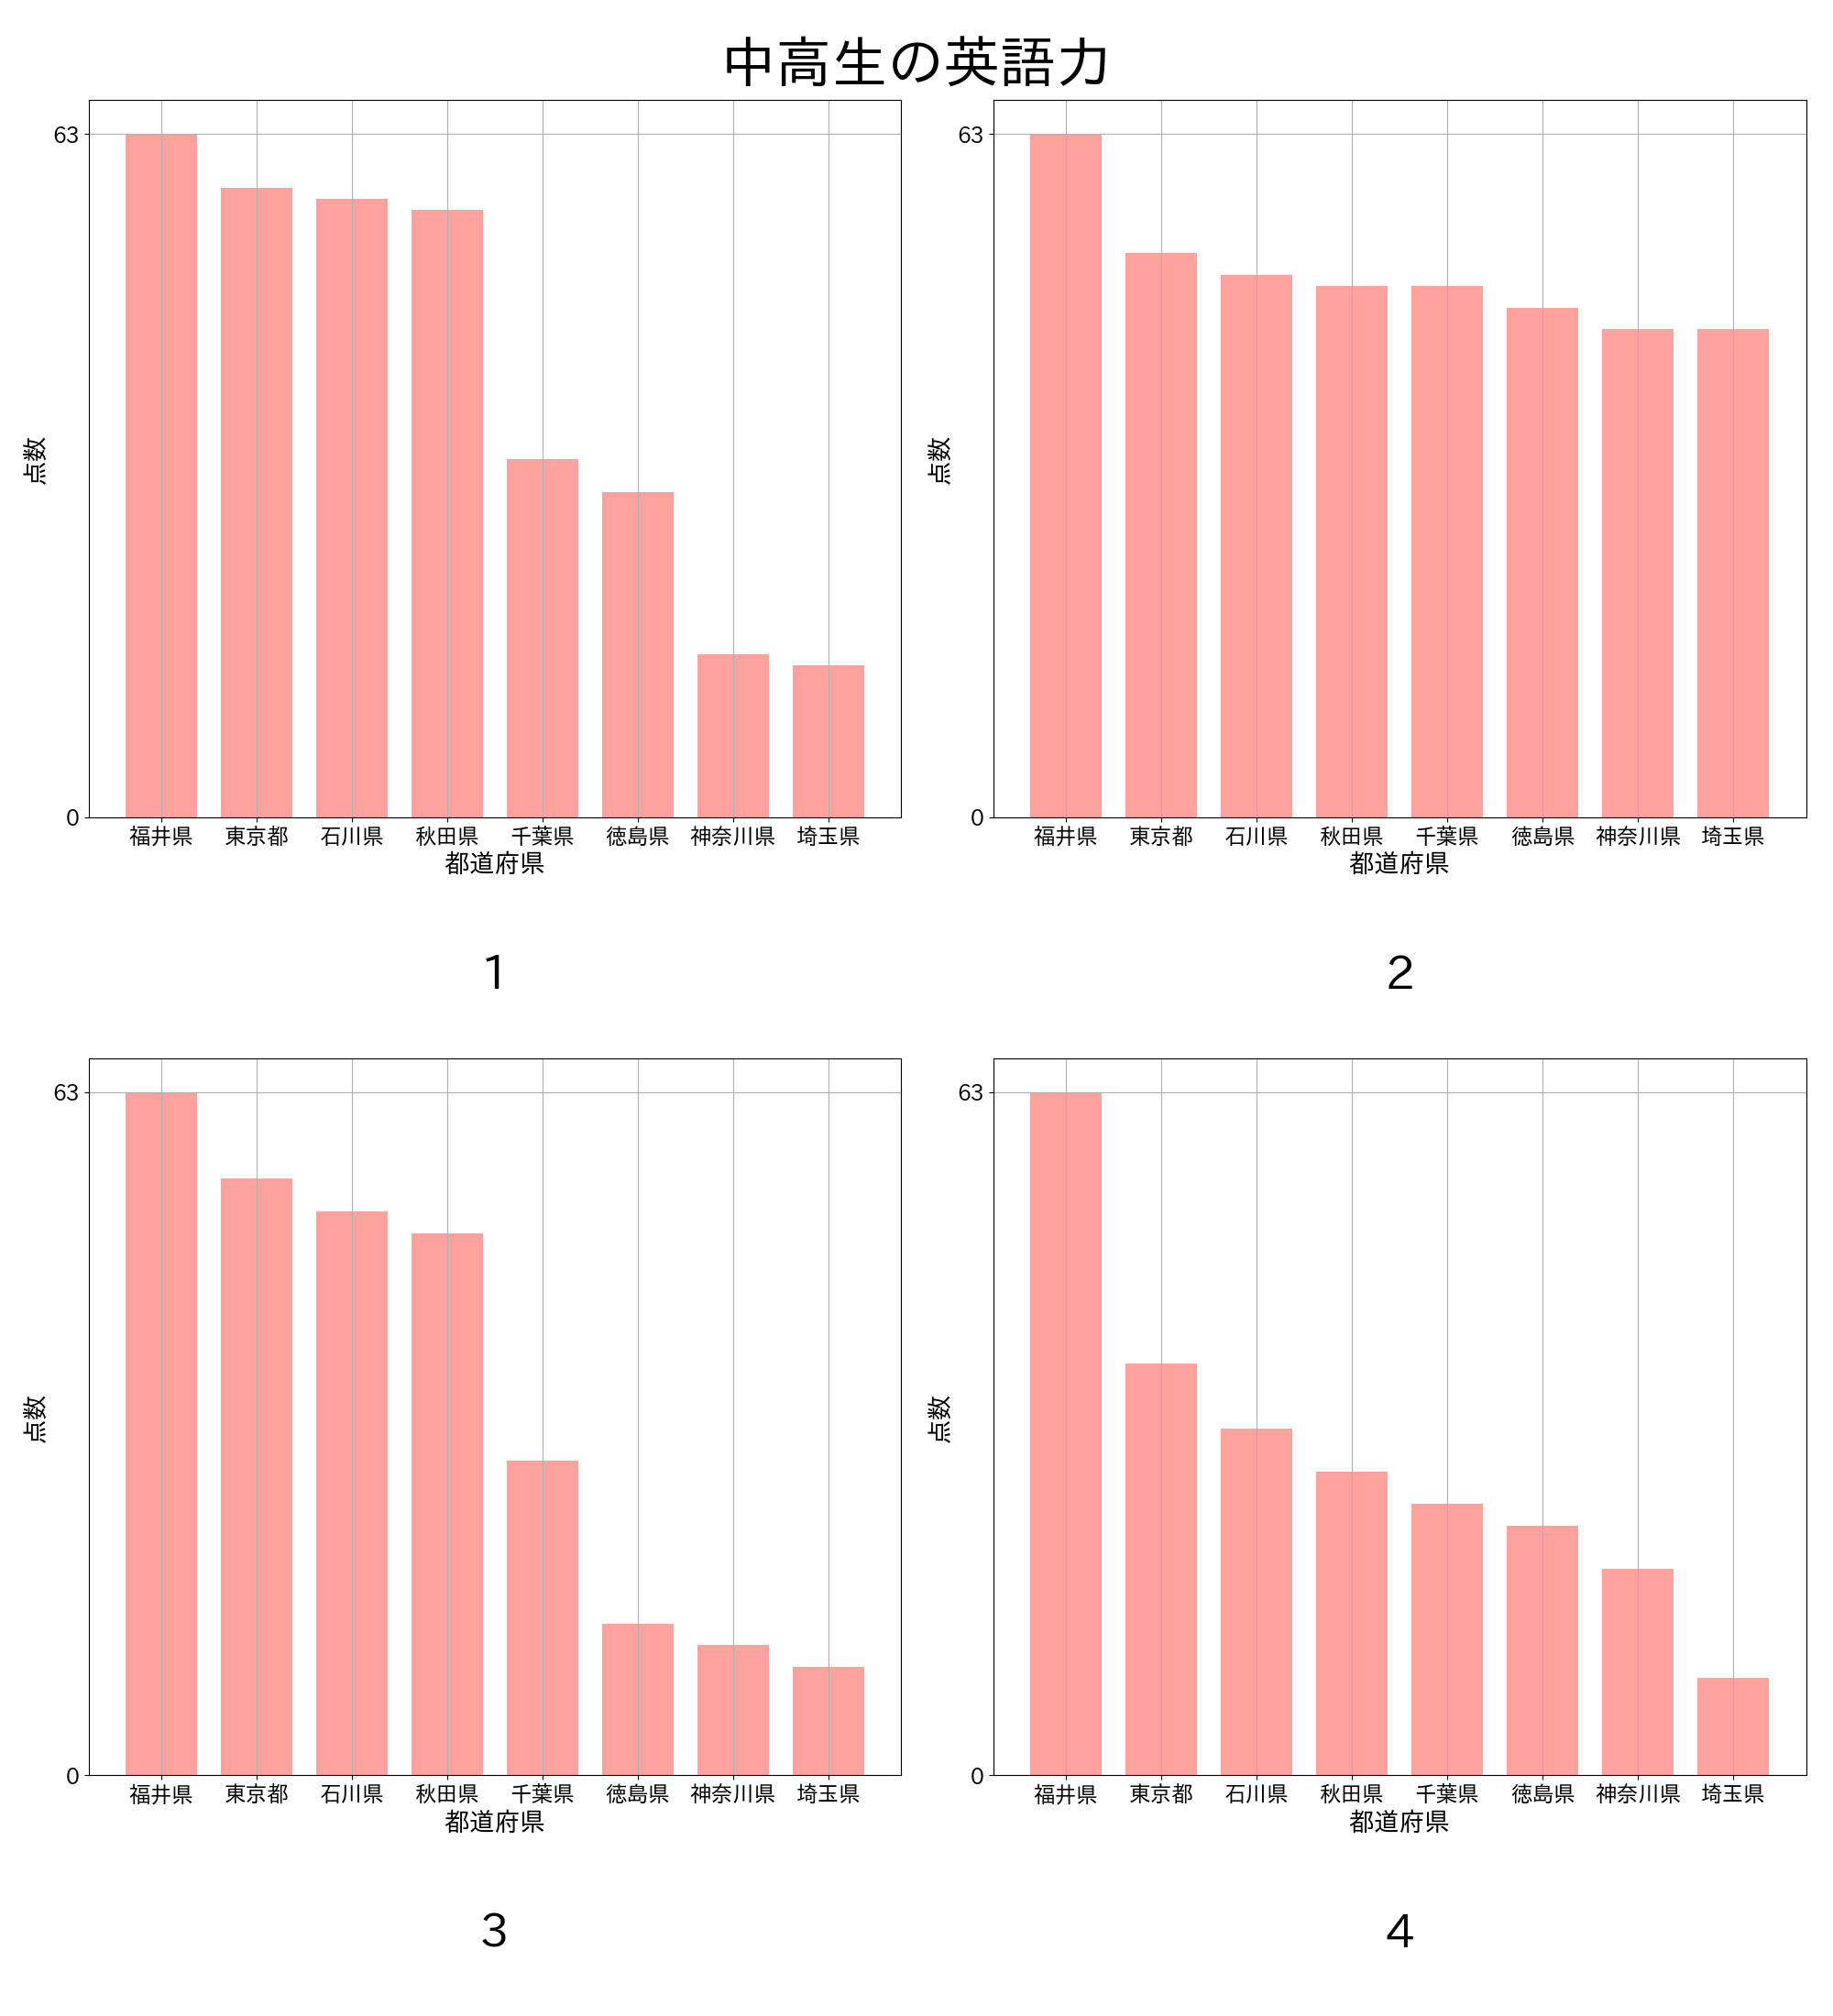 中高生の英語力
63
0
点数
福井県 東京都 石川県 秋田県 千葉県 徳島県 神奈川県 埼玉県
都道府県
1
63
0
点数
福井県 東京都 石川県 秋田県 千葉県 徳島県 神奈川県 埼玉県
都道府県
2
63
0
点数
福井県 東京都 石川県 秋田県 千葉県 徳島県 神奈川県 埼玉県
都道府県
3
63
0
点数
福井県 東京都 石川県 秋田県 千葉県 徳島県 神奈川県 埼玉県
都道府県
4